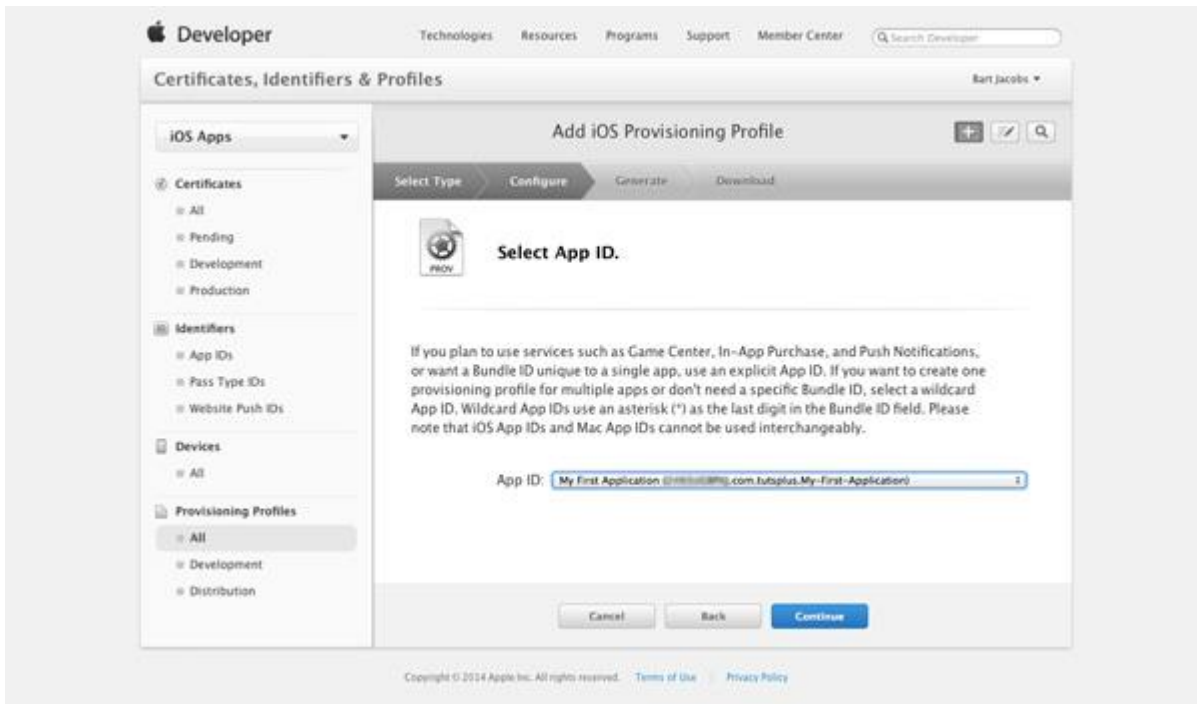 Developer
Technologies Resources Programs Support Member Center Search Developer
Certificates, Identifiers & Profiles Bart Jacobs
iOS Apps
Add iOS Provisioning Profile
Select Type Configure Generate Download
Certificates
All
Pending
Development
Production
Identifiers
App IDs
Pass Type IDs
Website Push IDs
Devices
All
Provisioning Profiles
All
Development
Distribution
PROV
Select App ID.
If you plan to use services such as Game Center, In-App Purchase, and Push Notifications,
or want a Bundle ID unique to a single app, use an explicit App ID. If you want to create one
provisioning profile for multiple apps or don't need a specific Bundle ID, select a wildcard
App ID. Wildcard App IDs use an asterisk (*) as the last digit in the Bundle ID field. Please
note that iOS App IDs and Mac App IDs cannot be used interchangeably.
App ID: My First Application ( .com.tutsplus.My-First-Application)
Cancel Back Continue
Copyright © 2014 Apple Inc. All rights reserved. Terms of Use Privacy Policy